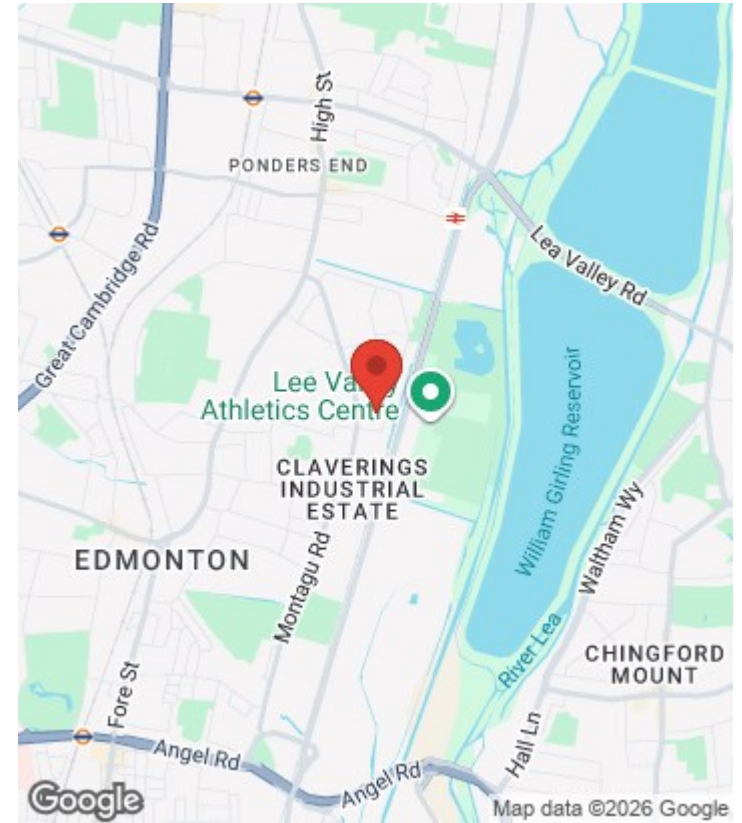 High St
PONDERS END
Lea Valley Rd
Great Cambridge Rd
Lee Valley
Athletics Centre
William Girling Reservoir
CLAVERINGS
INDUSTRIAL
ESTATE
Waltham Wy
EDMONTON
Montagu Rd
River Lea
CHINGFORD
MOUNT
Fore St
Hall Ln
Angel Rd
Angel Rd
Google
Map data ©2026 Google